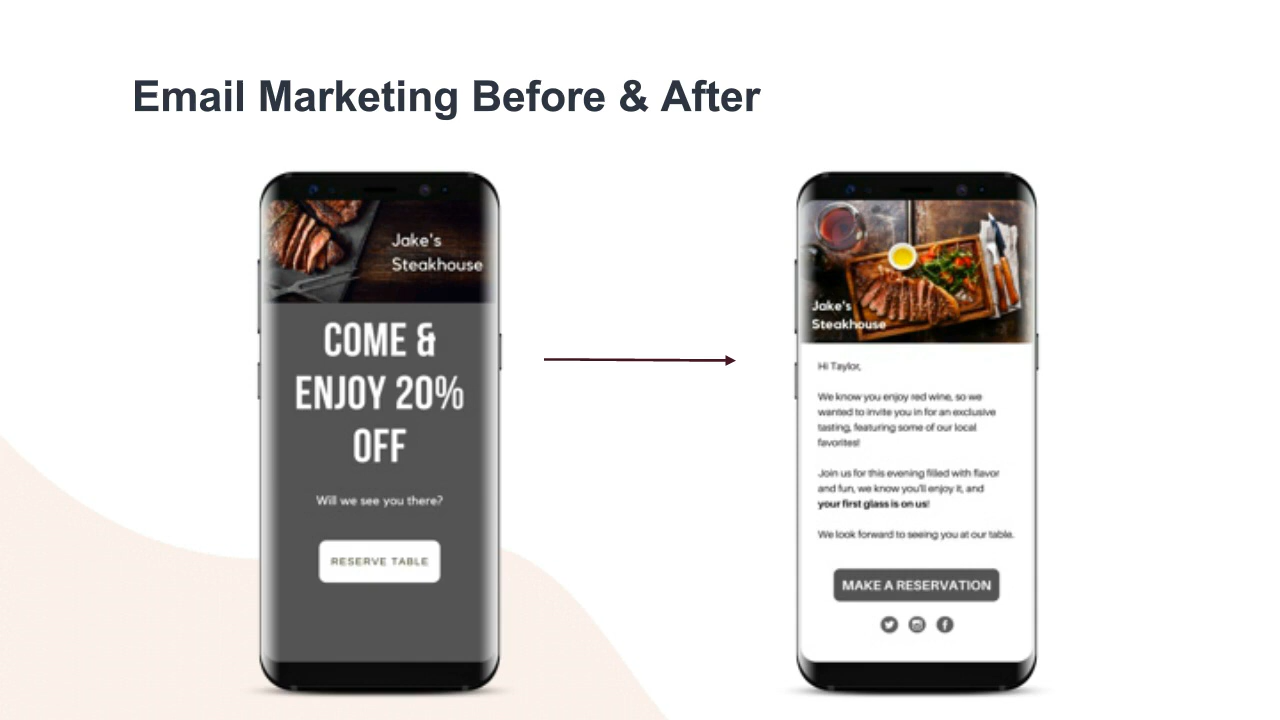 Email Marketing Before & After
Jake's
Steakhouse
COME &
ENJOY 20%
OFF
Will we see you there?
RESERVE TABLE
Jake's
Steakhouse
Hi Taylor,
We know you enjoy red wine, so we
wanted to invite you in for an exclusive
tasting, featuring some of our local
favorites!
Join us for this evening filled with flavor
and fun, we know you'll enjoy it, and
your first glass is on us!
We look forward to seeing you at our table.
MAKE A RESERVATION